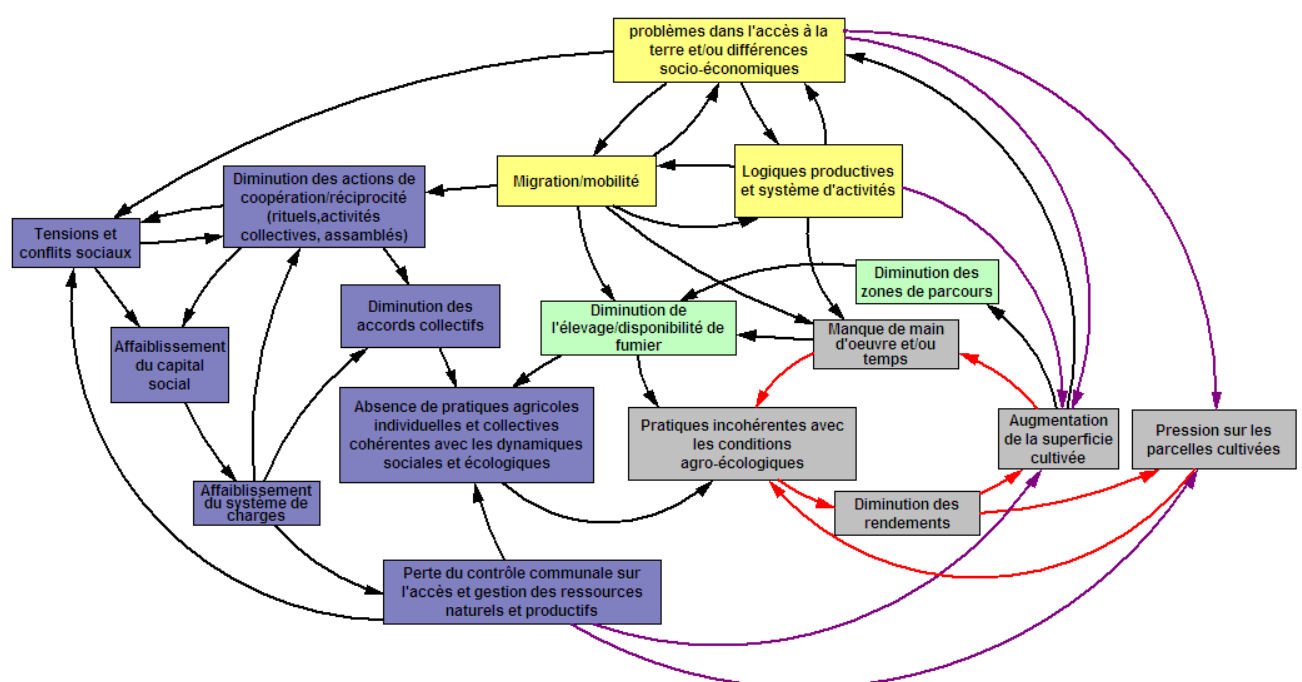 problèmes dans l'accès à la
terre et/ou différences
socio-économiques
Migration/mobilité
Logiques productives
et système d'activités
Diminution des actions de
coopération/réciprocité
(rituels,activités
collectives, assamblés)
Tensions et
conflits sociaux
Diminution des
zones de parcours
Diminution des
accords collectifs
Diminution de
l'élevage/disponibilité de
fumier
Manque de main
d'oeuvre et/ou
temps
Affaiblissement
du capital
social
Absence de pratiques agricoles
individuelles et collectives
cohérentes avec les dynamiques
sociales et écologiques
Pratiques incohérentes avec
les conditions
agro-écologiques
Augmentation
de la superficie
cultivée
Pression sur les
parcelles cultivées
Affaiblissement
du système de
charges
Diminution des
rendements
Perte du contrôle communale sur
l'accès et gestion des ressources
naturels et productifs